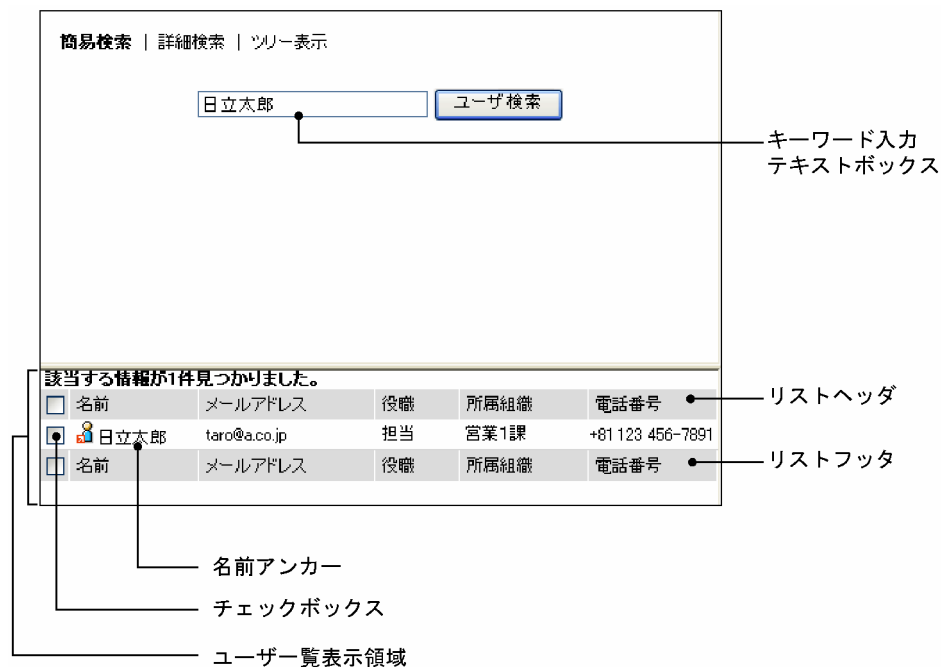 簡易検索 | 詳細検索 | ツリー表示
日立太郎 ユーザ検索
キーワード入力
テキストボックス
該当する情報が1件見つかりました。
名前 メールアドレス 役職 所属組織 電話番号
リストヘッダ
日立太郎 taro@a.co.jp 担当 営業1課 +81 123 456-7891
名前 メールアドレス 役職 所属組織 電話番号
リストフッタ
名前アンカー
チェックボックス
ユーザー覧表示領域